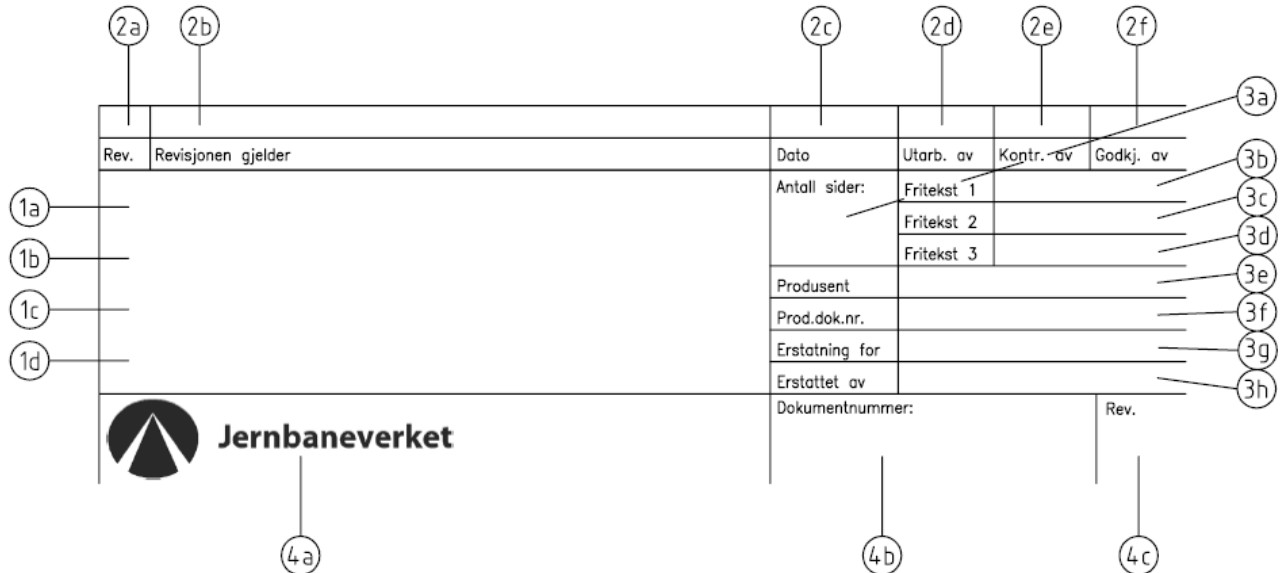 2a 2b 2c 2d 2e 2f
3a
Rev. Revisjonen gjelder Dato Utarb. av Kontr. av Godkj. av
3b
1a Antall sider: Fritekst 1
3c
Fritekst 2
3d
1b Fritekst 3
3e
Produsent
1c Prod.dok.nr. 3f
Erstatning for 3g
1d
Erstattet av 3h
Dokumentnummer: Rev.
Jernbaneverket
4a 4b 4c